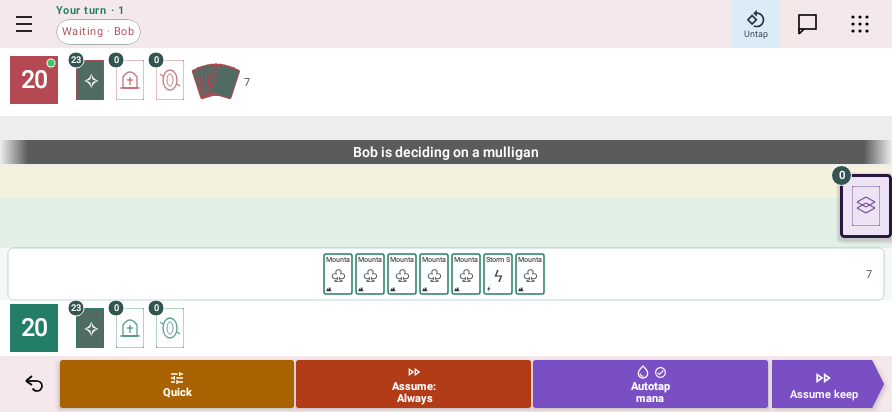 Your turn · 1
Waiting · Bob
Untap
20
23
0
0
7
Bob is deciding on a mulligan
0
Mounta
Mounta
Mounta
Mounta
Mounta
Storm S
Mounta
7
20
23
0
0
Quick
Assume:
Always
Autotap
mana
Assume keep